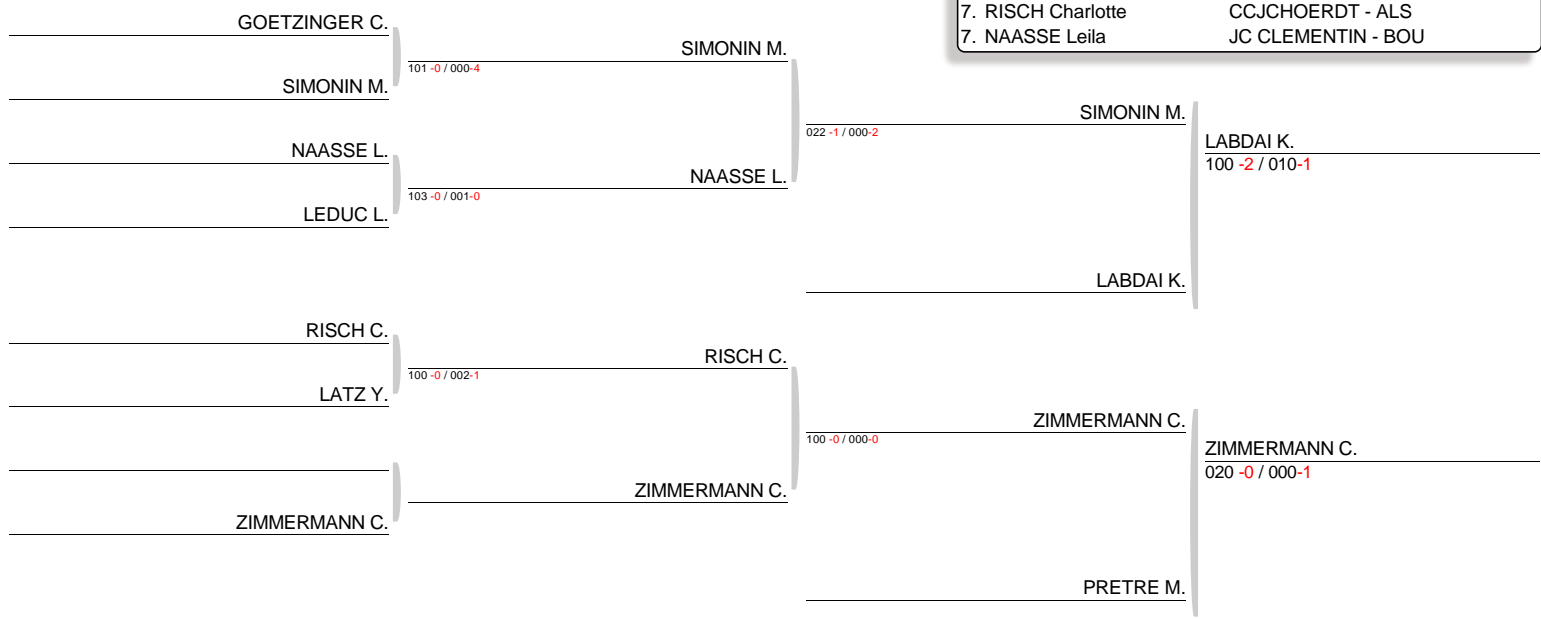 7. RISCH Charlotte CCJCHOERDT - ALS
7. NAASSE Leila JC CLEMENTIN - BOU
GOETZINGER C.
SIMONIN M.
NAASSE L.
LEDUC L.
RISCH C.
LATZ Y.
ZIMMERMANN C.
SIMONIN M.
101 -0 / 000-4
NAASSE L.
103 -0 / 001-0
RISCH C.
100 -0 / 002-1
ZIMMERMANN C.
SIMONIN M.
022 -1 / 000-2
LABDAI K.
ZIMMERMANN C.
100 -0 / 000-0
PRETRE M.
LABDAI K.
100 -2 / 010-1
ZIMMERMANN C.
020 -0 / 000-1